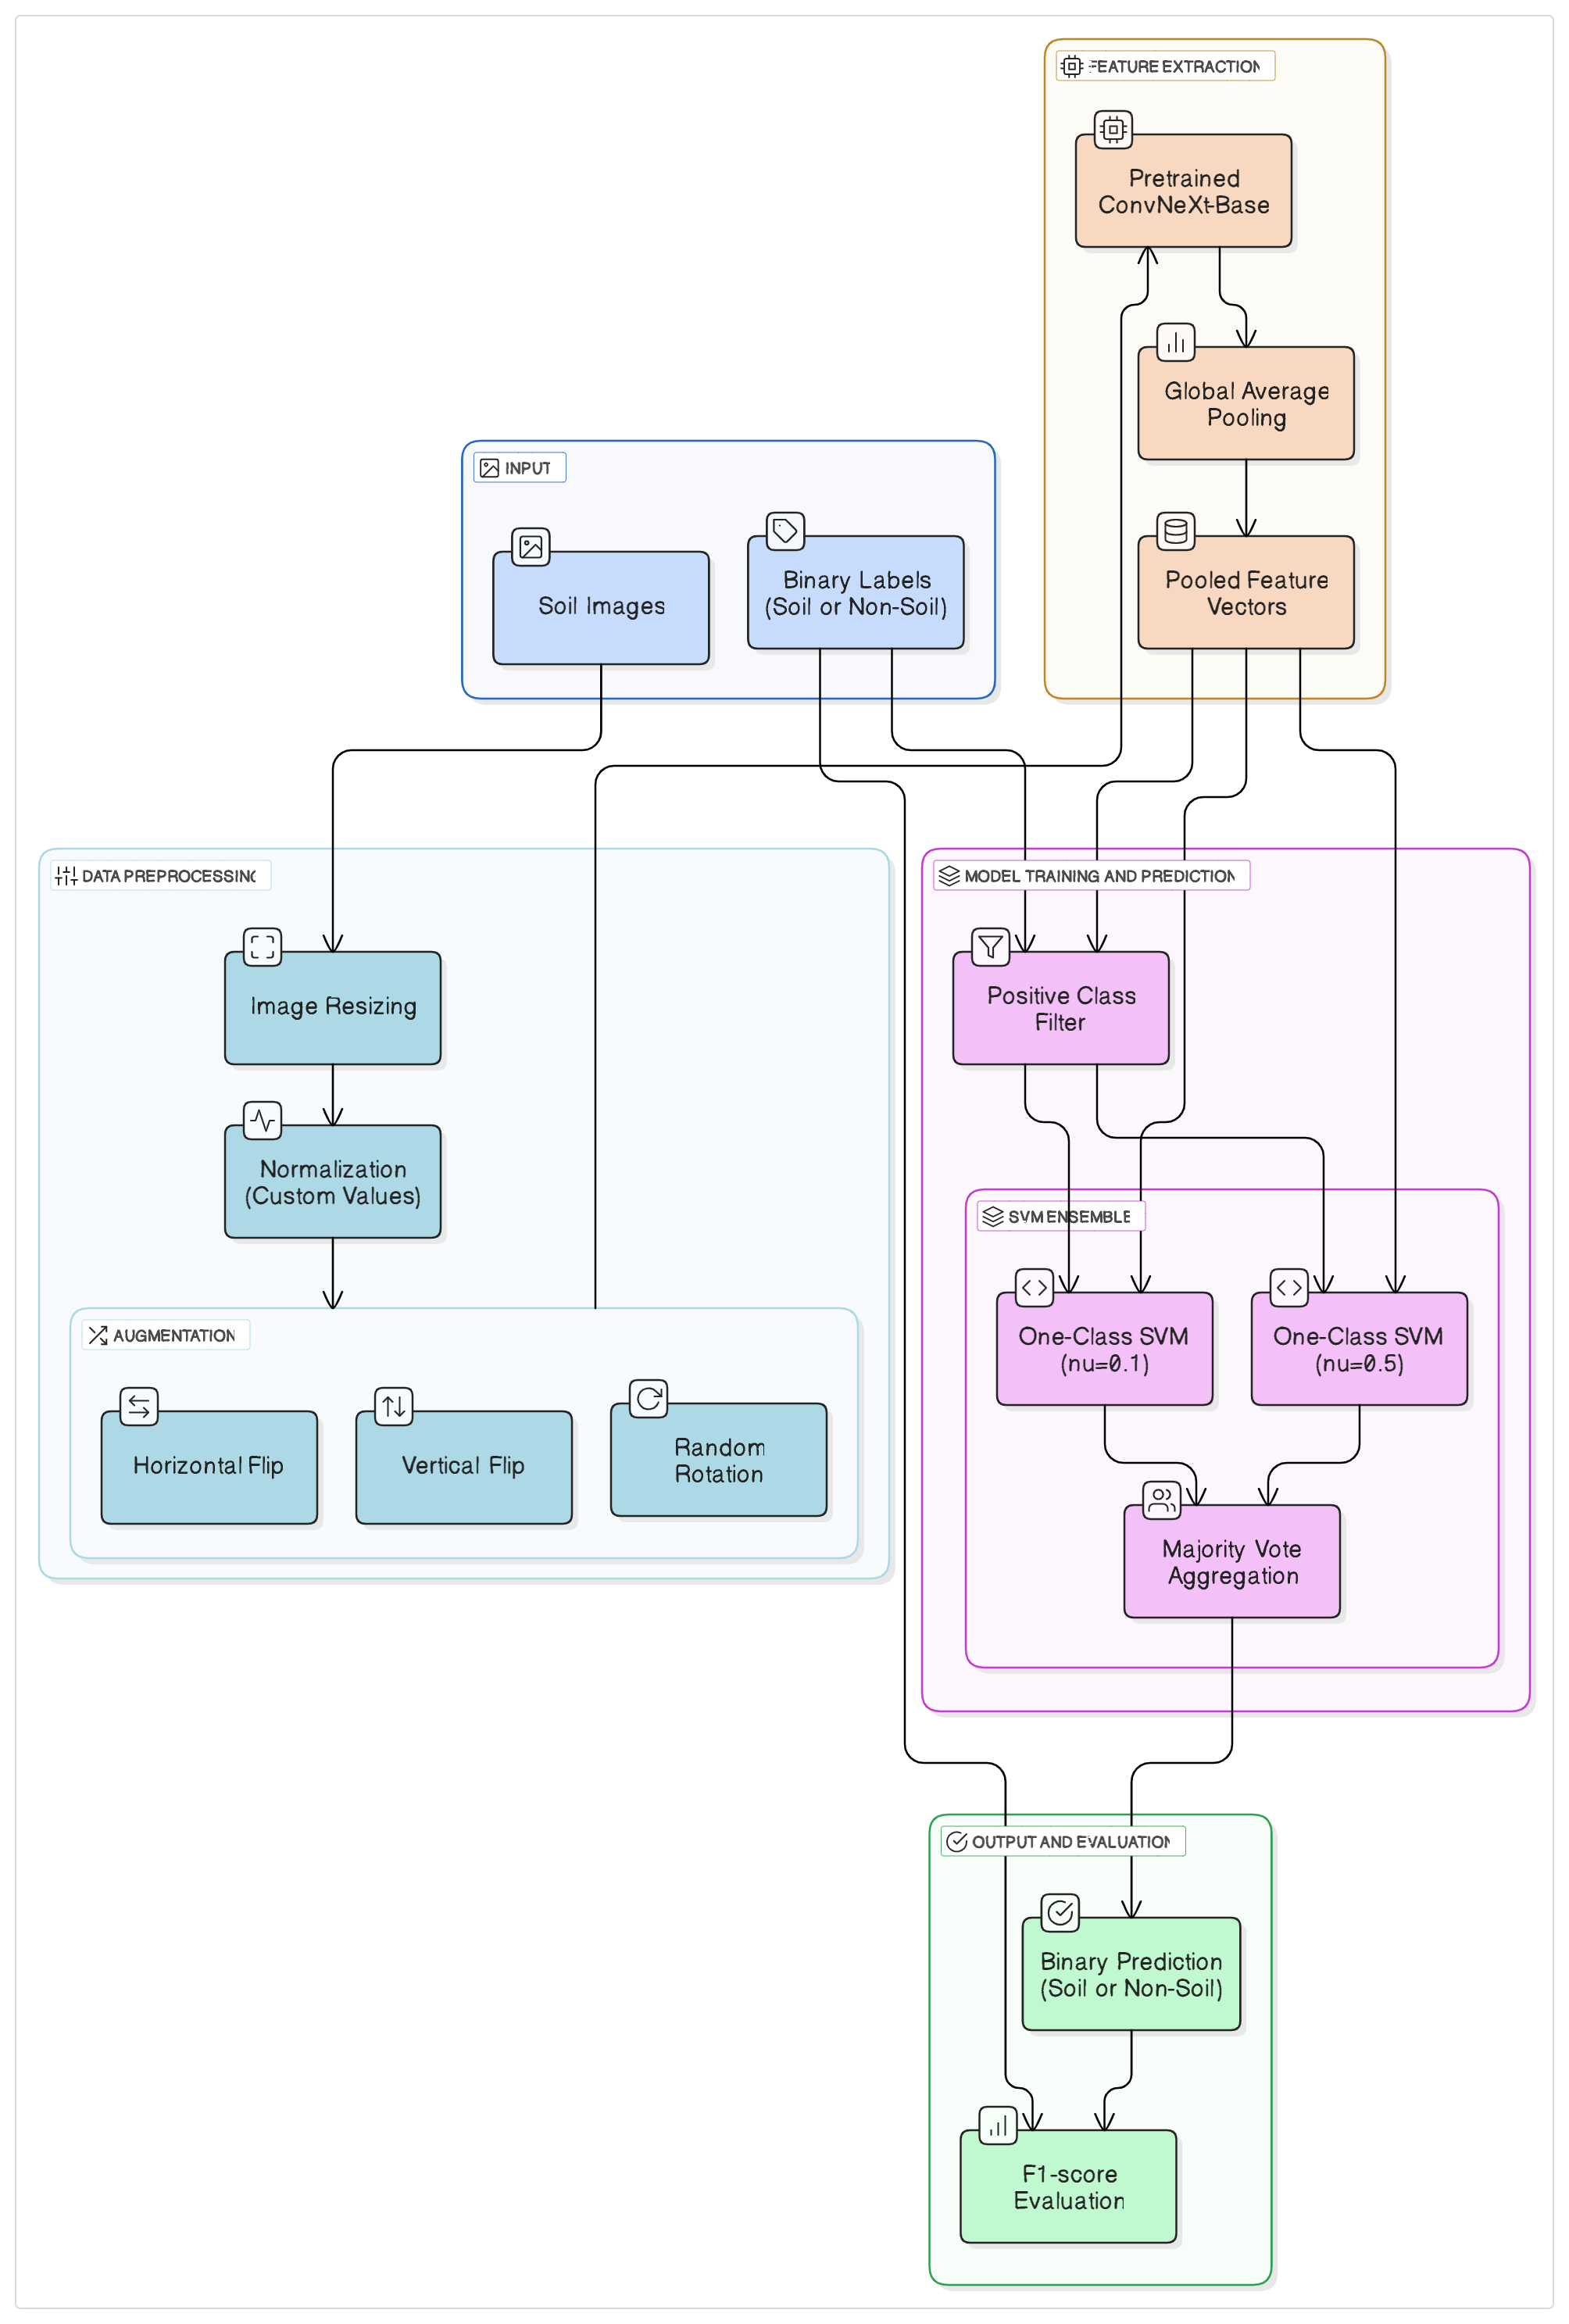 FEATURE EXTRACTION
Pretrained
ConvNeXt-Base
Global Average
Pooling
Pooled Feature
Vectors
INPUT
Soil Images
Binary Labels
(Soil or Non-Soil)
DATA PREPROCESSING
Image Resizing
Normalization
(Custom Values)
AUGMENTATION
Horizontal Flip
Vertical Flip
Random
Rotation
MODEL TRAINING AND PREDICTION
Positive Class
Filter
SVM ENSEMBLE
One-Class SVM
(nu=0.1)
One-Class SVM
(nu=0.5)
Majority Vote
Aggregation
OUTPUT AND EVALUATION
Binary Prediction
(Soil or Non-Soil)
F1-score
Evaluation